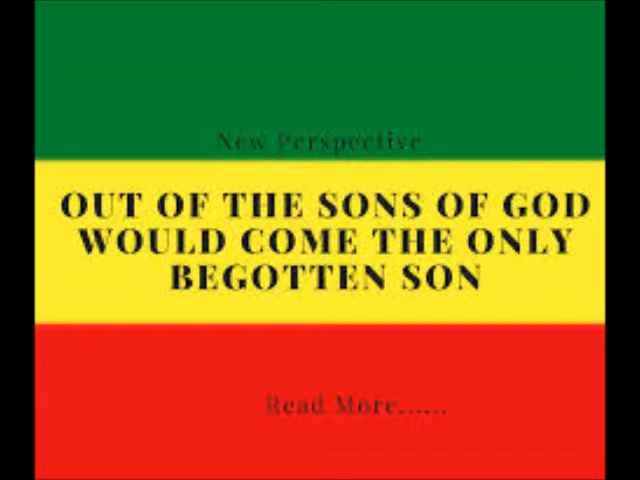 New Perspective
OUT OF THE SONS OF GOD
WOULD COME THE ONLY
BEGOTTEN SON
Read More......